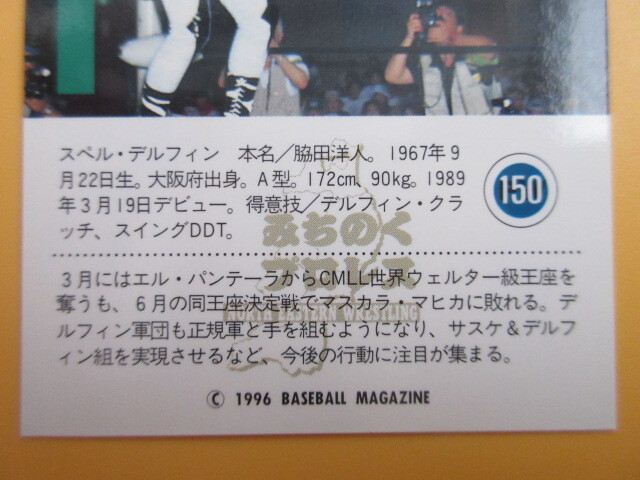 スペル・デルフィン　本名／脇田洋人。1967年9
月22日生。大阪府出身。A型。172cm、90kg。1989
年3月19日デビュー。得意技／デルフィン・クラ
ッチ、スイングDDT。
150
みちのく
プロレス
NORTH EASTERN WRESTLING
3月にはエル・パンテーラからCMLL世界ウェルター級王座を
奪うも、6月の同王座決定戦でマスカラ・マヒカに敗れる。デ
ルフィン軍団も正規軍と手を組むようになり、サスケ＆デルフ
ィン組を実現させるなど、今後の行動に注目が集まる。
© 1996 BASEBALL MAGAZINE